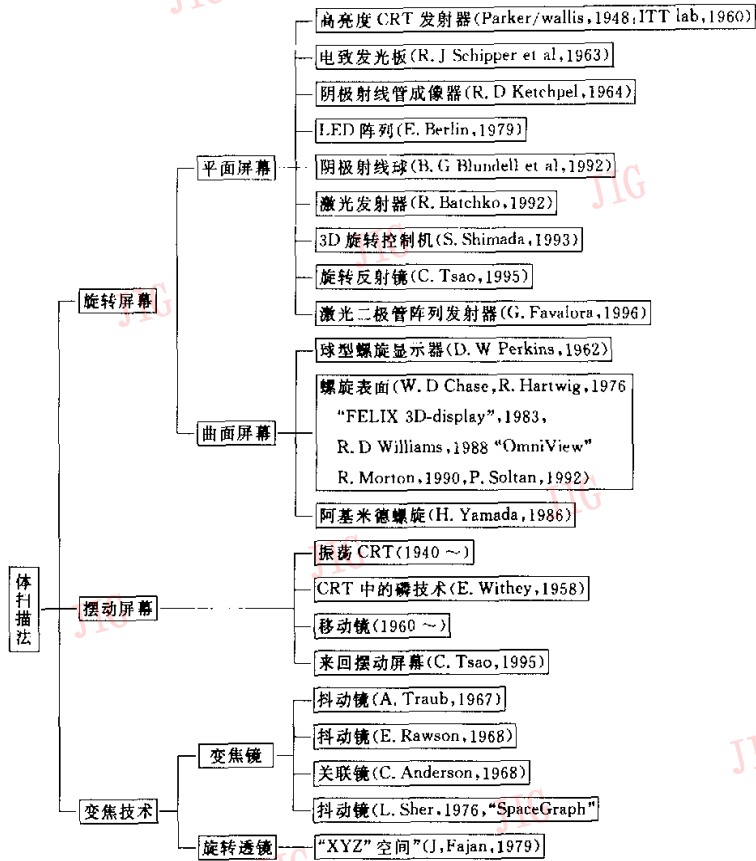 高亮度 CRT 发射器(Parker/wallis,1948;ITT lab,1960)
电致发光板(R.J Schipper et al,1963)
阴极射线管成像器(R.D Ketchpel,1964)
LED 阵列(E. Berlin,1979)
平面屏幕
阴极射线球(B.G Blundell et al,1992)
激光发射器(R. Batchko,1992)
3D 旋转控制机(S. Shimada,1993)
旋转反射镜(C. Tsao,1995)
旋转屏幕
激光二极管阵列发射器(G. Favalora,1996)
球型螺旋显示器(D.W Perkins,1962)
螺旋表面(W.D Chase,R. Hartwig,1976
"FELIX 3D-display",1983,
曲面屏幕
R.D Williams,1988 "OmniView"
R. Morton,1990,P. Soltan,1992)
阿基米德螺旋(H. Yamada,1986)
振荡 CRT(1940 ~)
CRT 中的磷技术(E. Withey,1958)
体扫描法
摆动屏幕
移动镜(1960 ~)
来回摆动屏幕(C. Tsao,1995)
抖动镜(A. Traub,1967)
抖动镜(E. Rawson,1968)
变焦镜
关联镜(C. Anderson,1968)
变焦技术
抖动镜(L. Sher,1976,"SpaceGraph"
旋转透镜
"XYZ" 空间"(J,Fajan,1979)
JIG
JIG
JIG
JIG
JIG
JIG
JIG
JIG